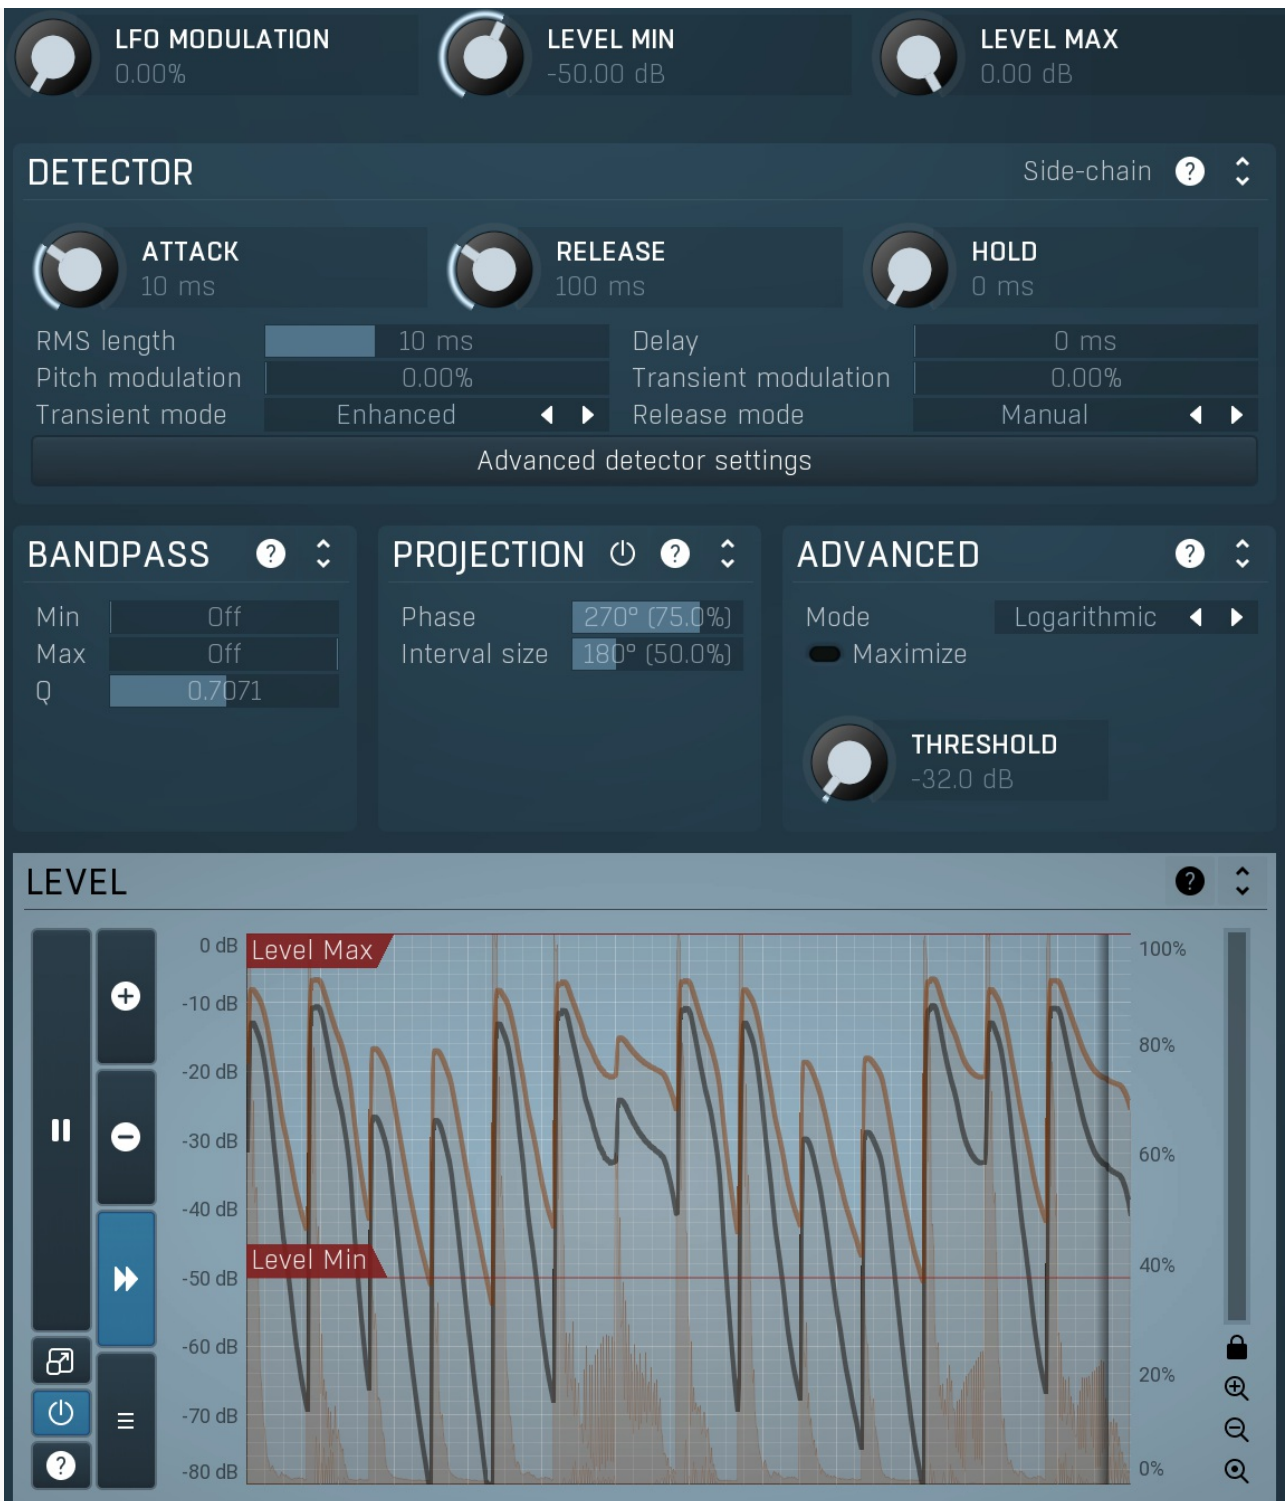 LFO MODULATION
0.00%
LEVEL MIN
-50.00 dB
LEVEL MAX
0.00 dB
DETECTOR
Side-chain ?
ATTACK
10 ms
RELEASE
100 ms
HOLD
0 ms
RMS length 10 ms
Delay 0 ms
Pitch modulation 0.00%
Transient modulation 0.00%
Transient mode Enhanced
Release mode Manual
Advanced detector settings
BANDPASS ?
Min Off
Max Off
Q 0.7071
PROJECTION ?
Phase 270° (75.0%)
Interval size 180° (50.0%)
ADVANCED ?
Mode Logarithmic
Maximize
THRESHOLD
-32.0 dB
LEVEL ?
0 dB
-10 dB
-20 dB
-30 dB
-40 dB
-50 dB
-60 dB
-70 dB
-80 dB
Level Max
Level Min
100%
80%
60%
40%
20%
0%
?